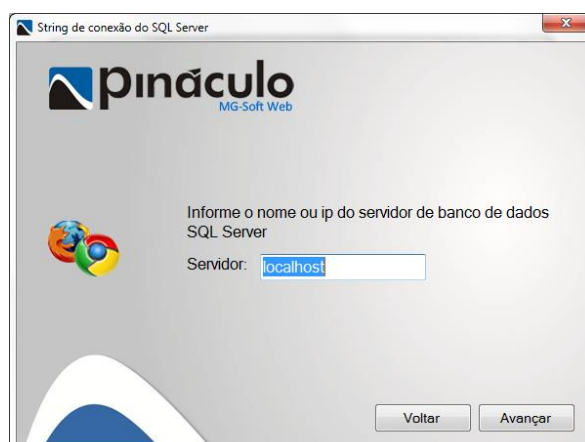 String de conexão do SQL Server
pináculo
MG-Soft Web
Informe o nome ou ip do servidor de banco de dados
SQL Server
Servidor: localhost
Voltar Avançar